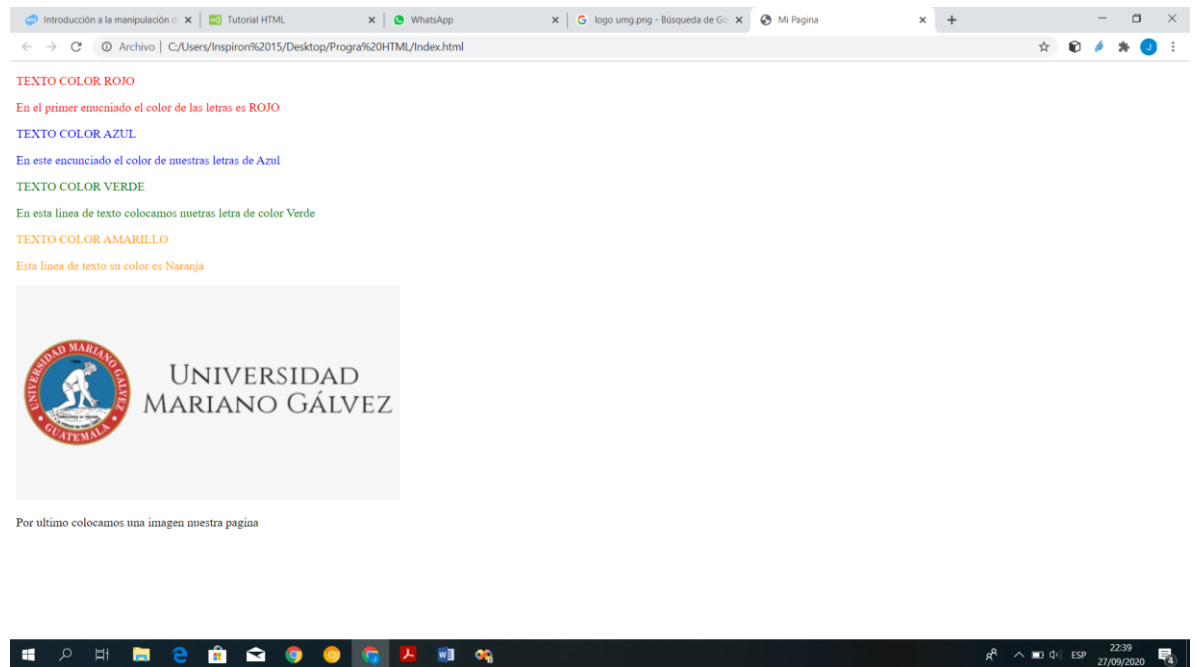 Introducción a la manipulación d
Tutorial HTML
WhatsApp
logo umg.png - Búsqueda de Go
Mi Pagina
Archivo | C:/Users/Inspiron%2015/Desktop/Progra%20HTML/Index.html
J
TEXTO COLOR ROJO
En el primer enucniado el color de las letras es ROJO
TEXTO COLOR AZUL
En este encunciado el color de nuestras letras de Azul
TEXTO COLOR VERDE
En esta linea de texto colocamos nuetras letra de color Verde
TEXTO COLOR AMARILLO
Esta linea de texto su color es Naranja
UNIVERSIDAD MARIANO GALVEZ
GUATEMALA
UNIVERSIDAD
MARIANO GÁLVEZ
Por ultimo colocamos una imagen nuestra pagina
ESP
22:39
27/09/2020
4